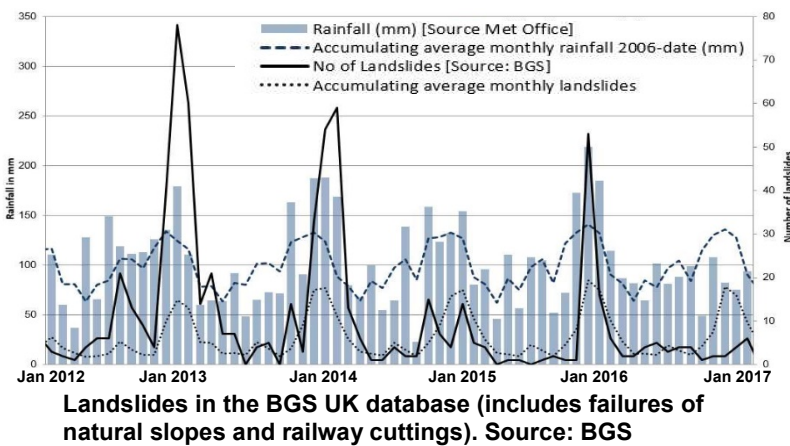 350
300
250
200
150
100
50
0
Rainfall in mm
Rainfall (mm) [Source Met Office]
Accumulating average monthly rainfall 2006-date (mm)
No of Landslides [Source: BGS]
Accumulating average monthly landslides
80
70
60
50
40
30
20
10
0
Number of landslides
Jan 2012 Jan 2013 Jan 2014 Jan 2015 Jan 2016 Jan 2017
Landslides in the BGS UK database (includes failures of
natural slopes and railway cuttings). Source: BGS